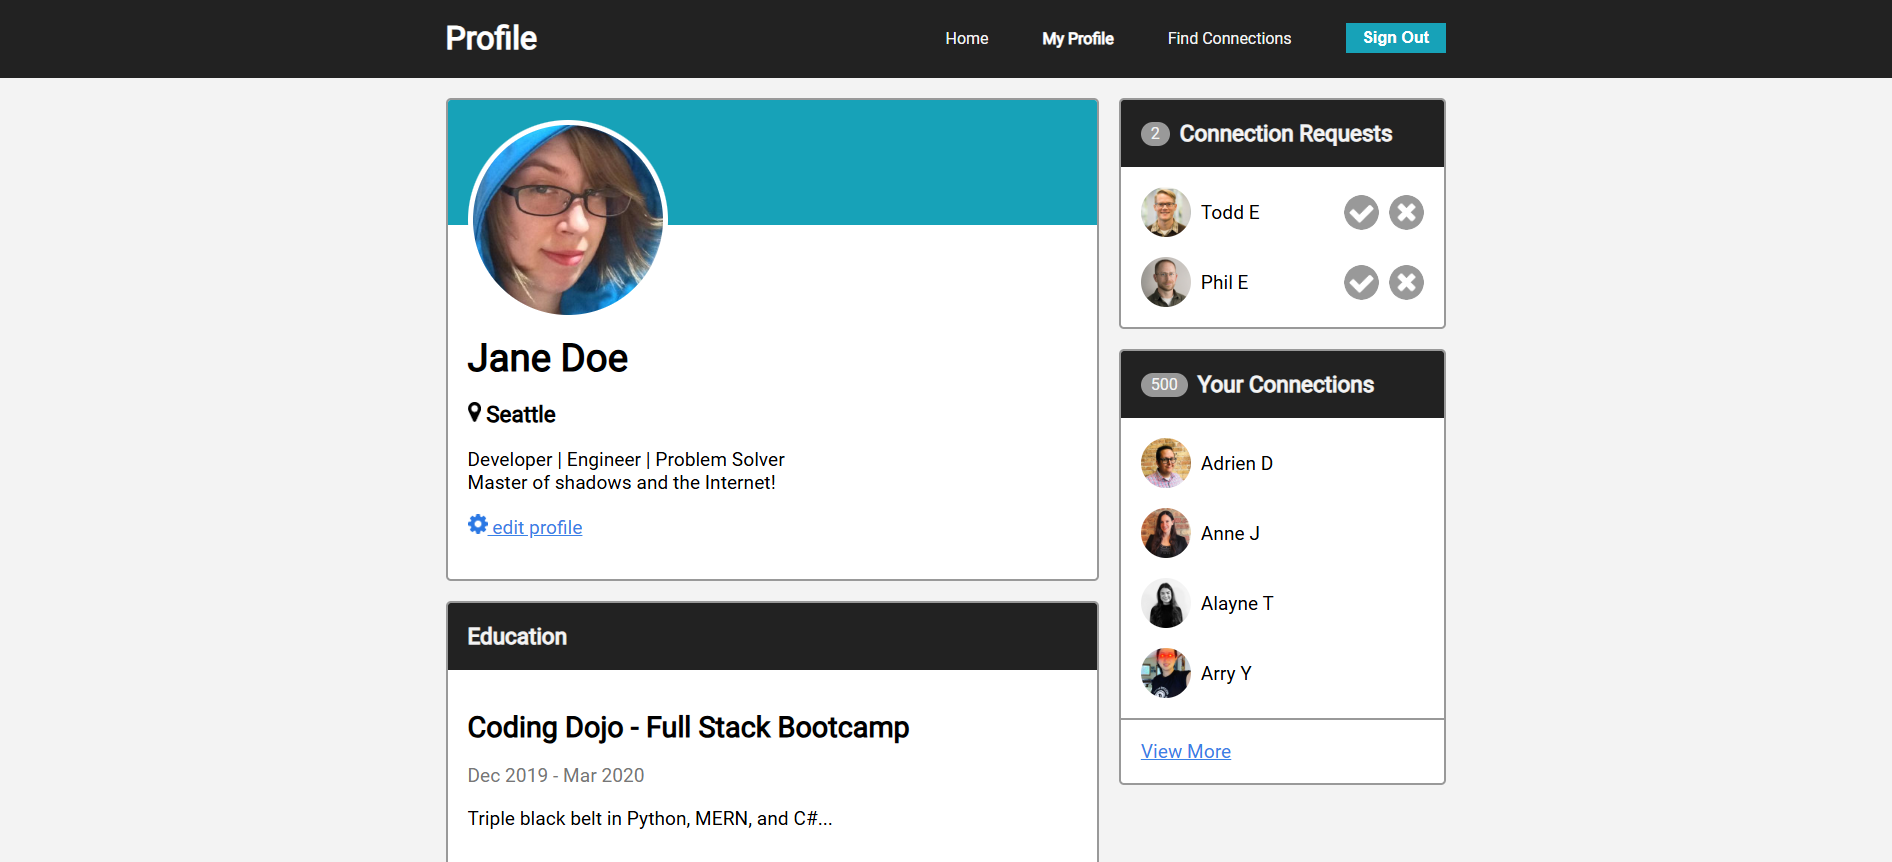 Profile
Home
My Profile
Find Connections
Sign Out
Jane Doe
Seattle
Developer | Engineer | Problem Solver
Master of shadows and the Internet!
edit profile
Education
Coding Dojo - Full Stack Bootcamp
Dec 2019 - Mar 2020
Triple black belt in Python, MERN, and C#...
2 Connection Requests
Todd E
Phil E
500 Your Connections
Adrien D
Anne J
Alayne T
Arry Y
View More